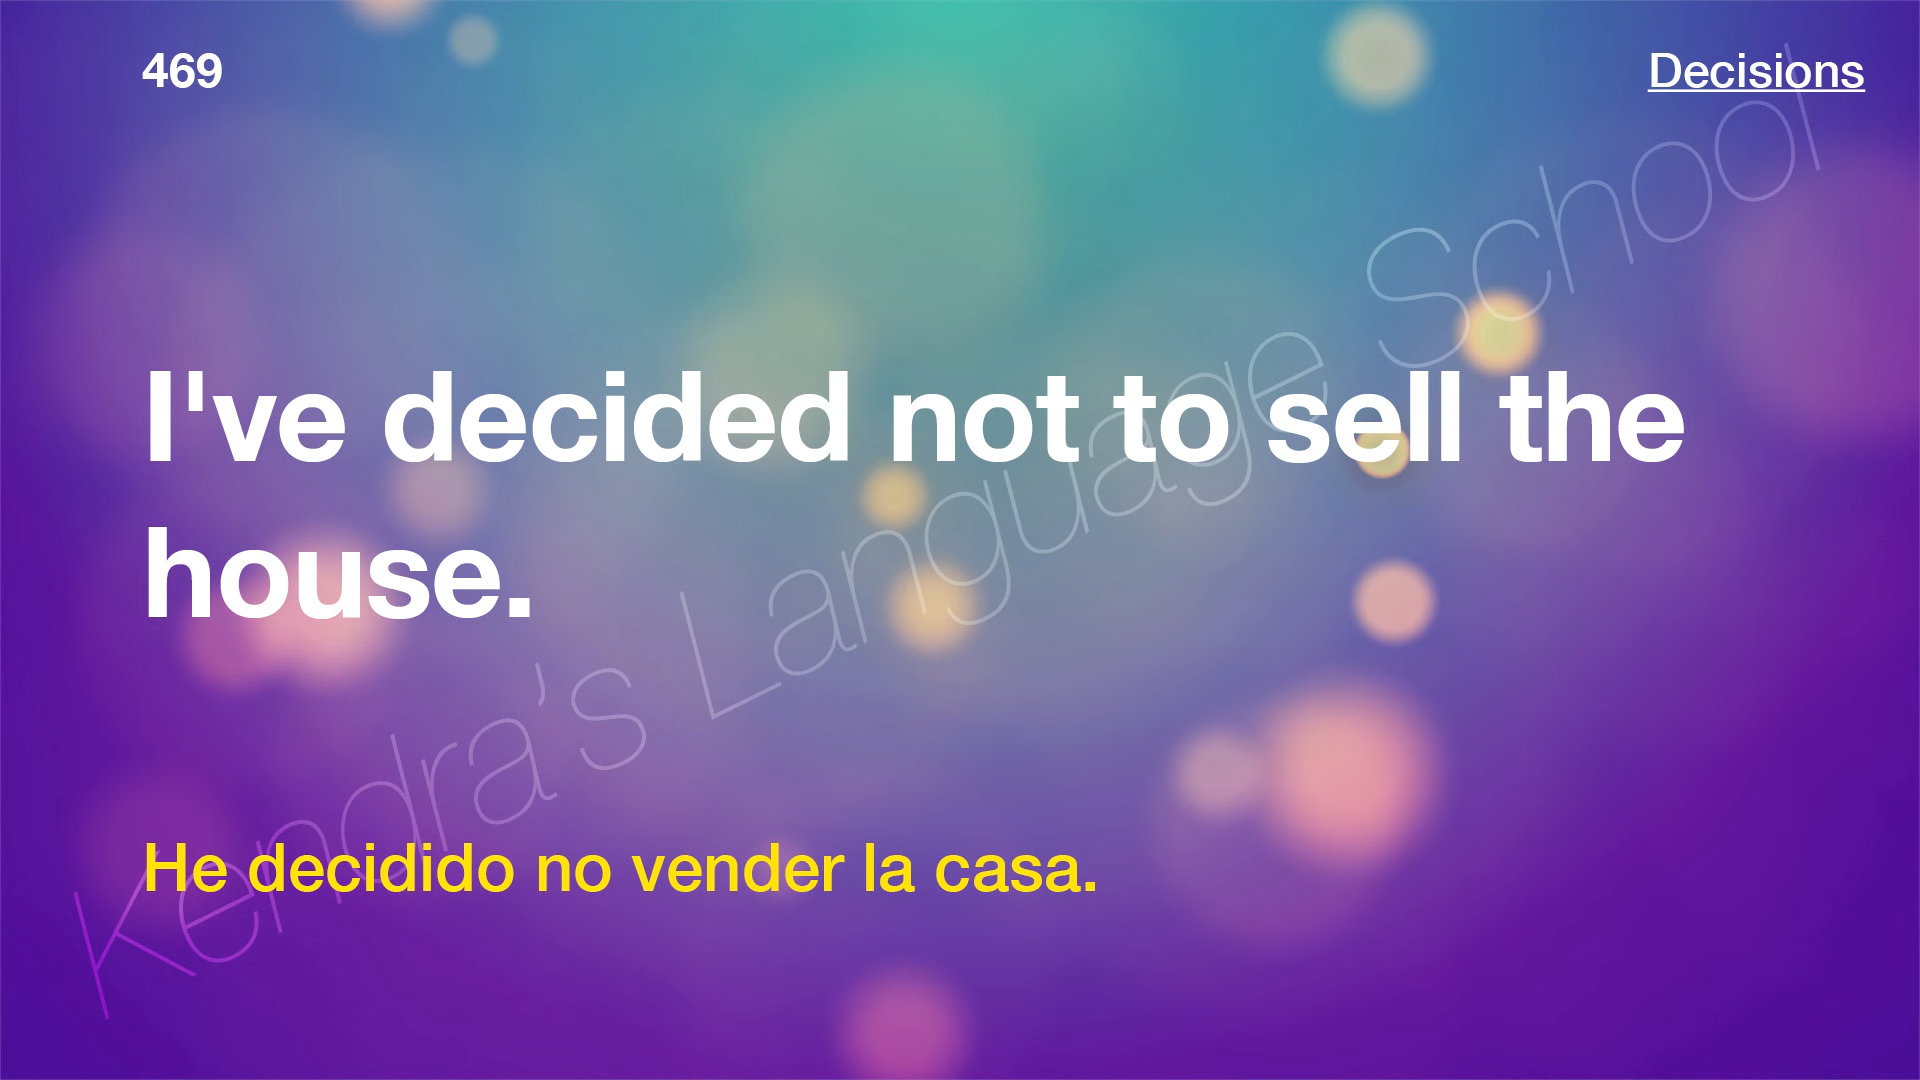 469
Decisions
I've decided not to sell the
house.
He decidido no vender la casa.
Kendra’s Language School